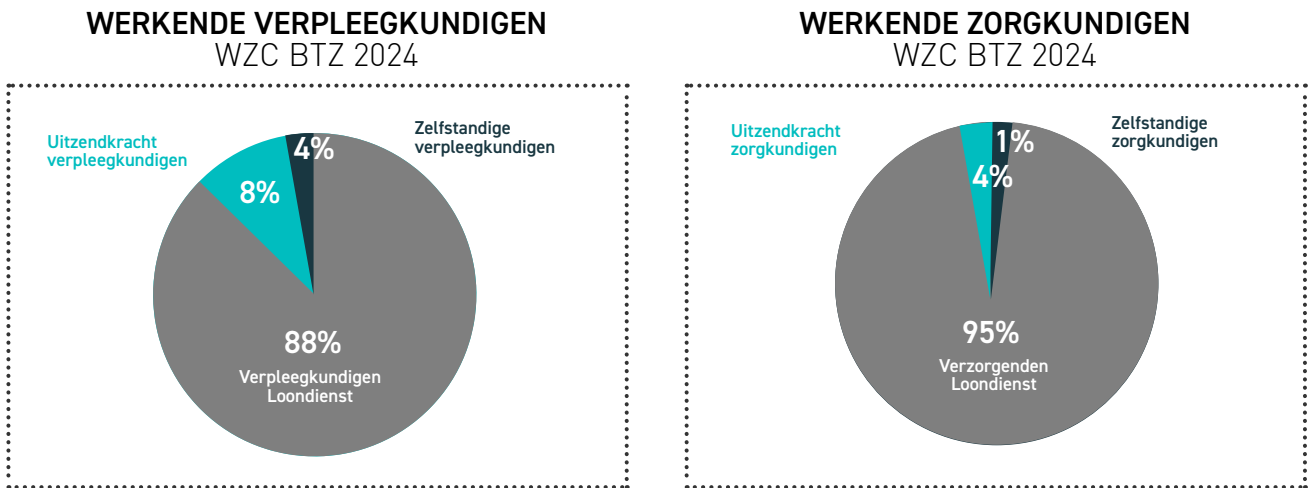 WERKENDE VERPLEEGKUNDIGEN
WZC BTZ 2024
Uitzendkracht
verpleegkundigen
Zelfstandige
verpleegkundigen
4%
8%
88%
Verpleegkundigen
Loondienst
WERKENDE ZORGKUNDIGEN
WZC BTZ 2024
Uitzendkracht
zorgkundigen
Zelfstandige
zorgkundigen
1%
4%
95%
Verzorgenden
Loondienst